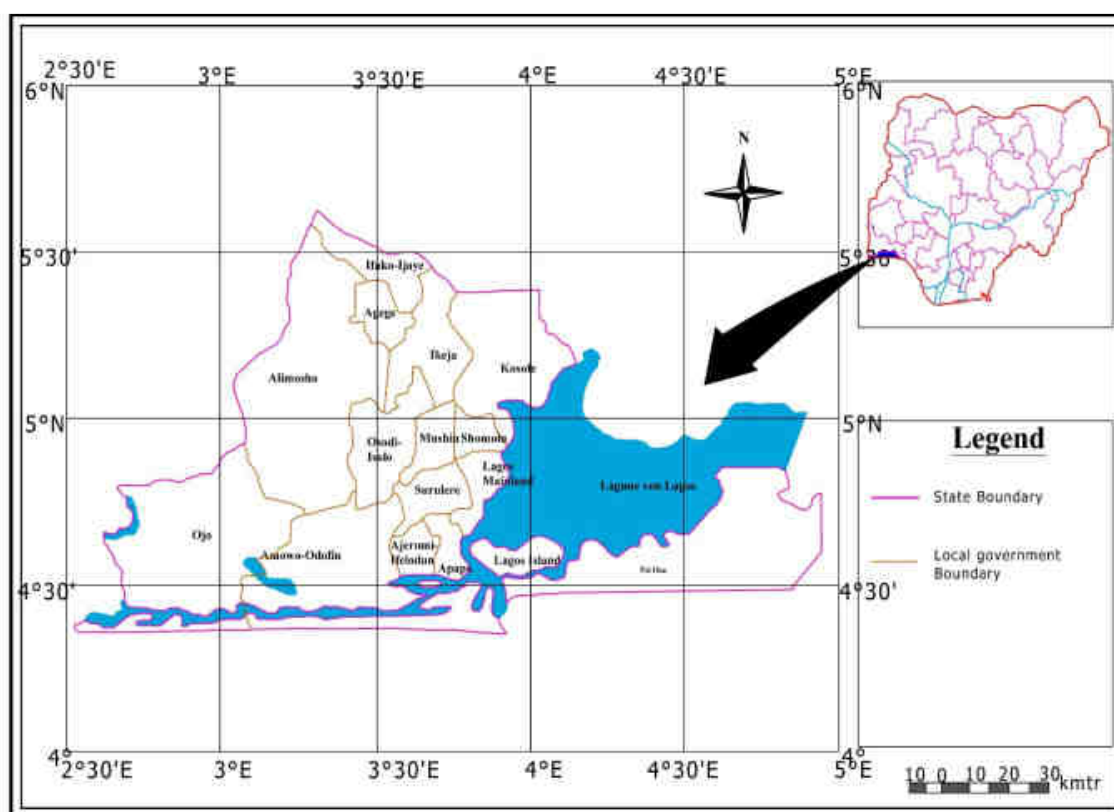 2°30'E 3°E 3°30'E 4°E 4°30'E 5°E
6°N 6°N
N
5°30' 5°30'
Ifako-Ijaye
Agege
Ikeja
Kosofe
Alimosho
5°N 5°N
Legend
Oshodi-
Isolo
Mushin Shomolu
Lagos
Mainland
Surulere
Lagune von Lagos
State Boundary
Ojo
Amowo-Odofin
Ajeromi-
Ifelodun
Apapa
Lagos Island
Local government
Boundary
4°30' 4°30'
4° 4°
2°30'E 3°E 3°30'E 4°E 4°30'E 5°E
10 0 10 20 30 kmtr